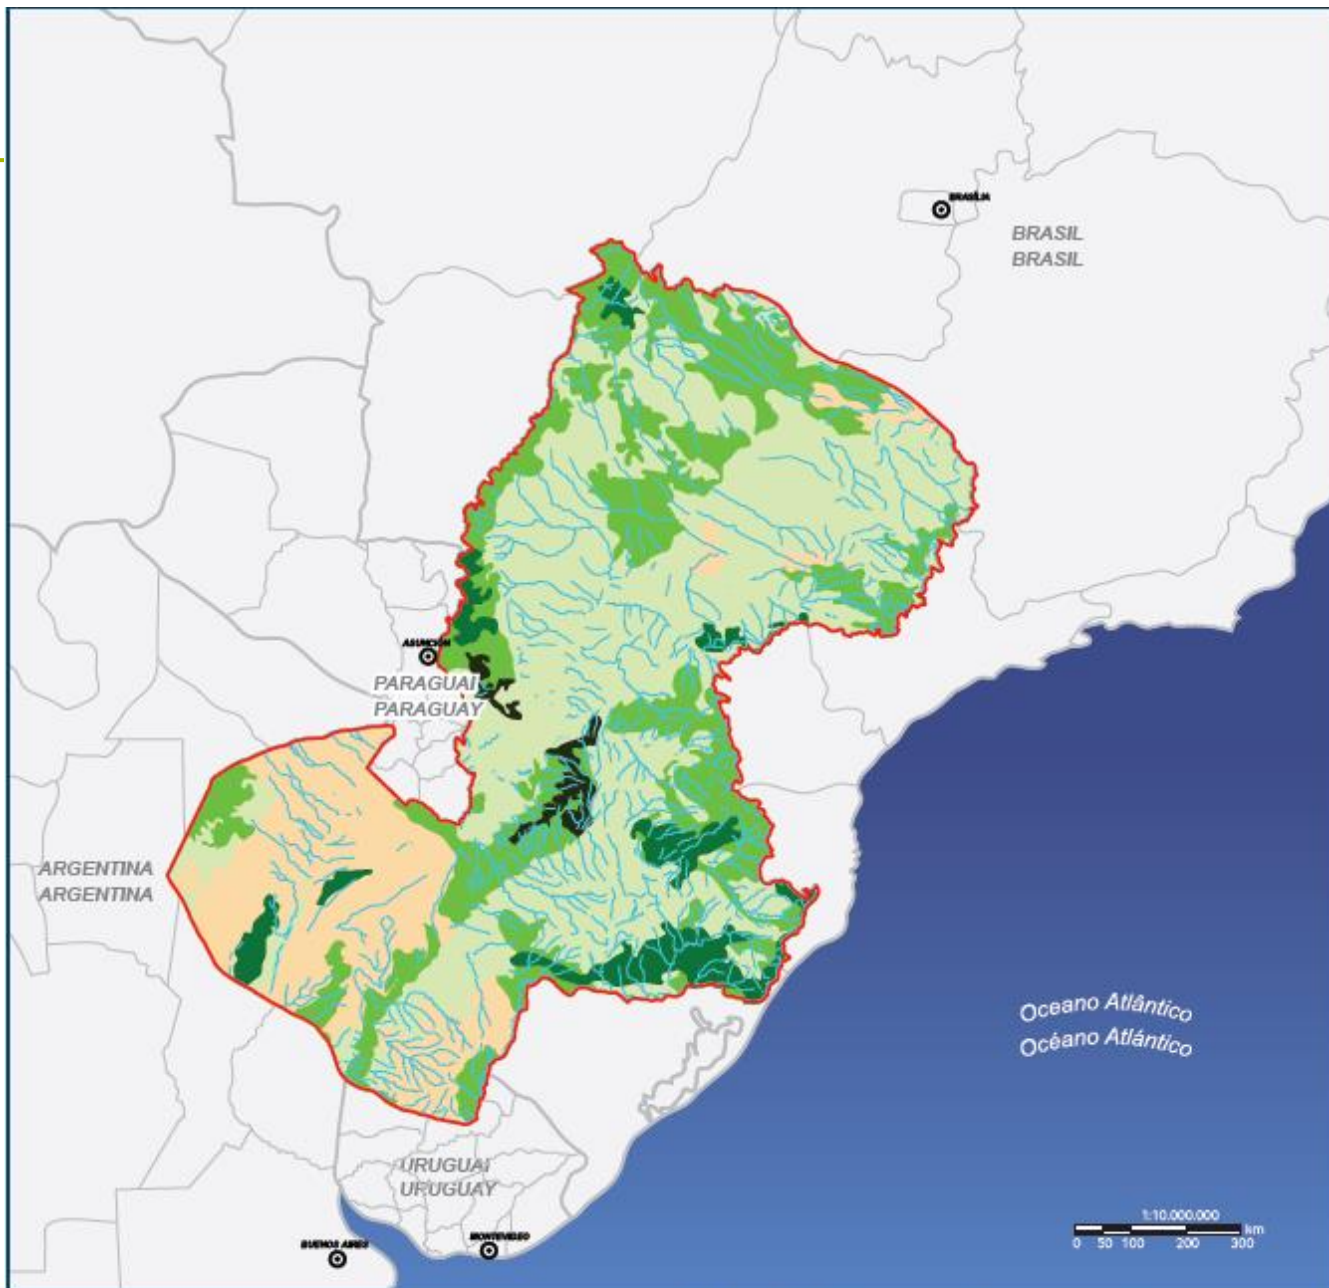 BRASÍLIA
BRASIL
BRASIL
ASUNCIÓN
PARAGUAI
PARAGUAY
ARGENTINA
ARGENTINA
Oceano Atlântico
Océano Atlántico
URUGUAI
URUGUAY
BUENOS AIRES
MONTEVIDEO
1:10.000.000
km
0 50 100 200 300